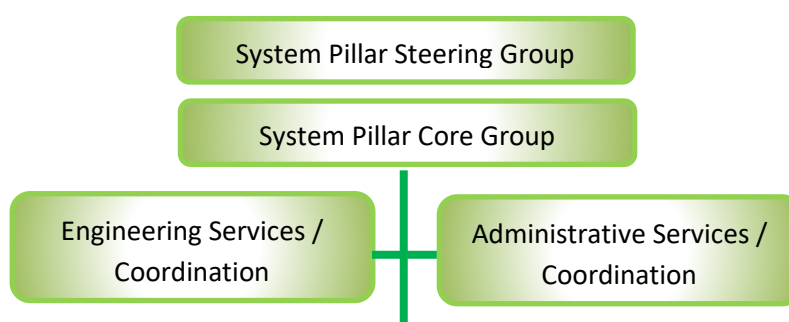 System Pillar Steering Group
System Pillar Core Group
Engineering Services /
Coordination
Administrative Services /
Coordination